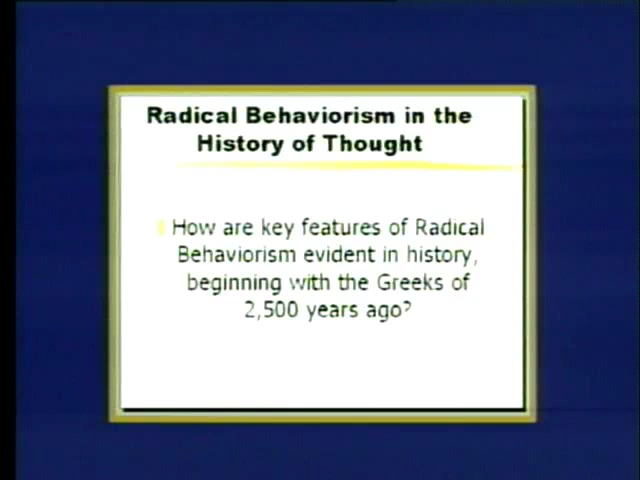 Radical Behaviorism in the
History of Thought
How are key features of Radical
Behaviorism evident in history,
beginning with the Greeks of
2,500 years ago?